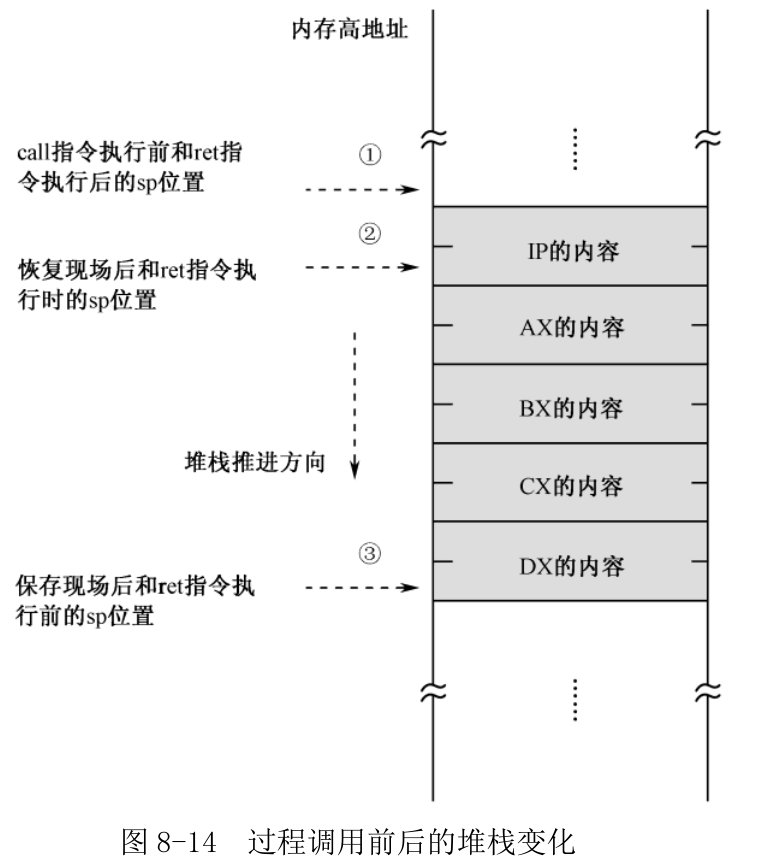 内存高地址
call指令执行前和ret指
令执行后的sp位置
①
②
IP的内容
恢复现场后和ret指令执
行时的sp位置
AX的内容
BX的内容
堆栈推进方向
CX的内容
③
DX的内容
保存现场后和ret指令执
行前的sp位置
图 8-14 过程调用前后的堆栈变化